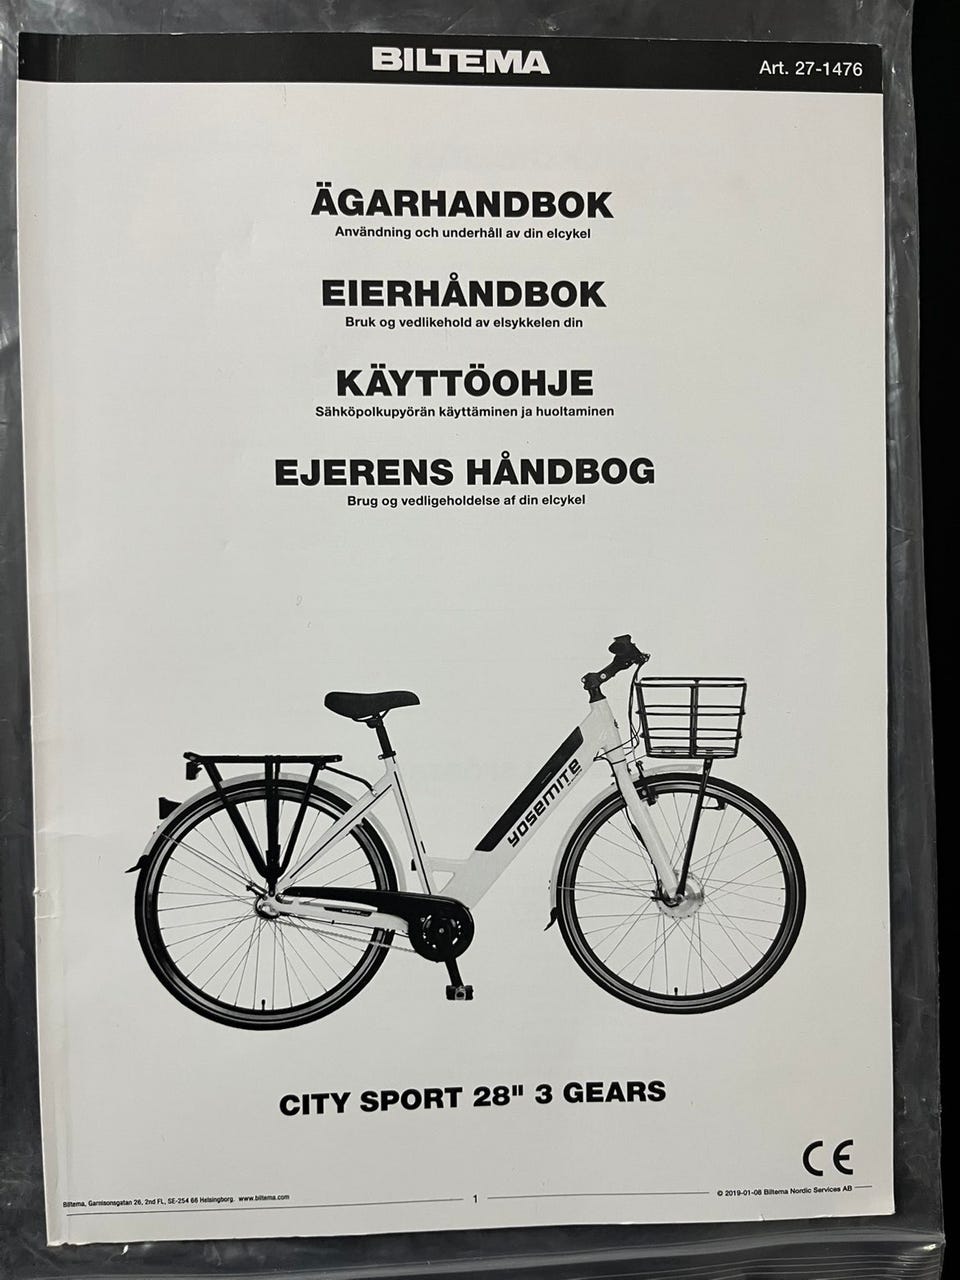 BILTEMA
Art. 27-1476
ÄGARHANDBOK
Användning och underhåll av din elcykel
EIERHÅNDBOK
Bruk og vedlikehold av elsykkelen din
KÄYTTÖOHJE
Sähköpolkupyörän käyttäminen ja huoltaminen
EJERENS HÅNDBOG
Brug og vedligeholdelse af din elcykel
YOSEMITE
CITY SPORT 28" 3 GEARS
CE
Biltema, Garnisonsgatan 26, 2nd FL, SE-254 66 Helsingborg. www.biltema.com
1
© 2019-01-08 Biltema Nordic Services AB